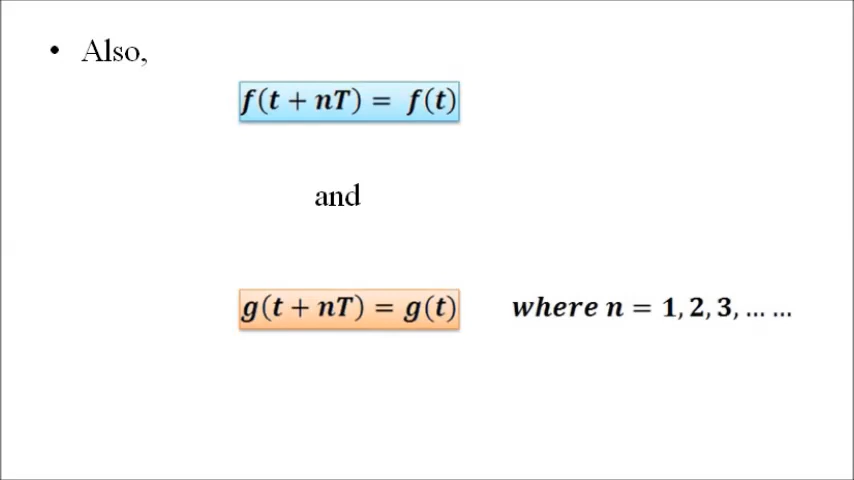 • Also,
f(t + nT) = f(t)
and
g(t + nT) = g(t) where n = 1, 2, 3, … …